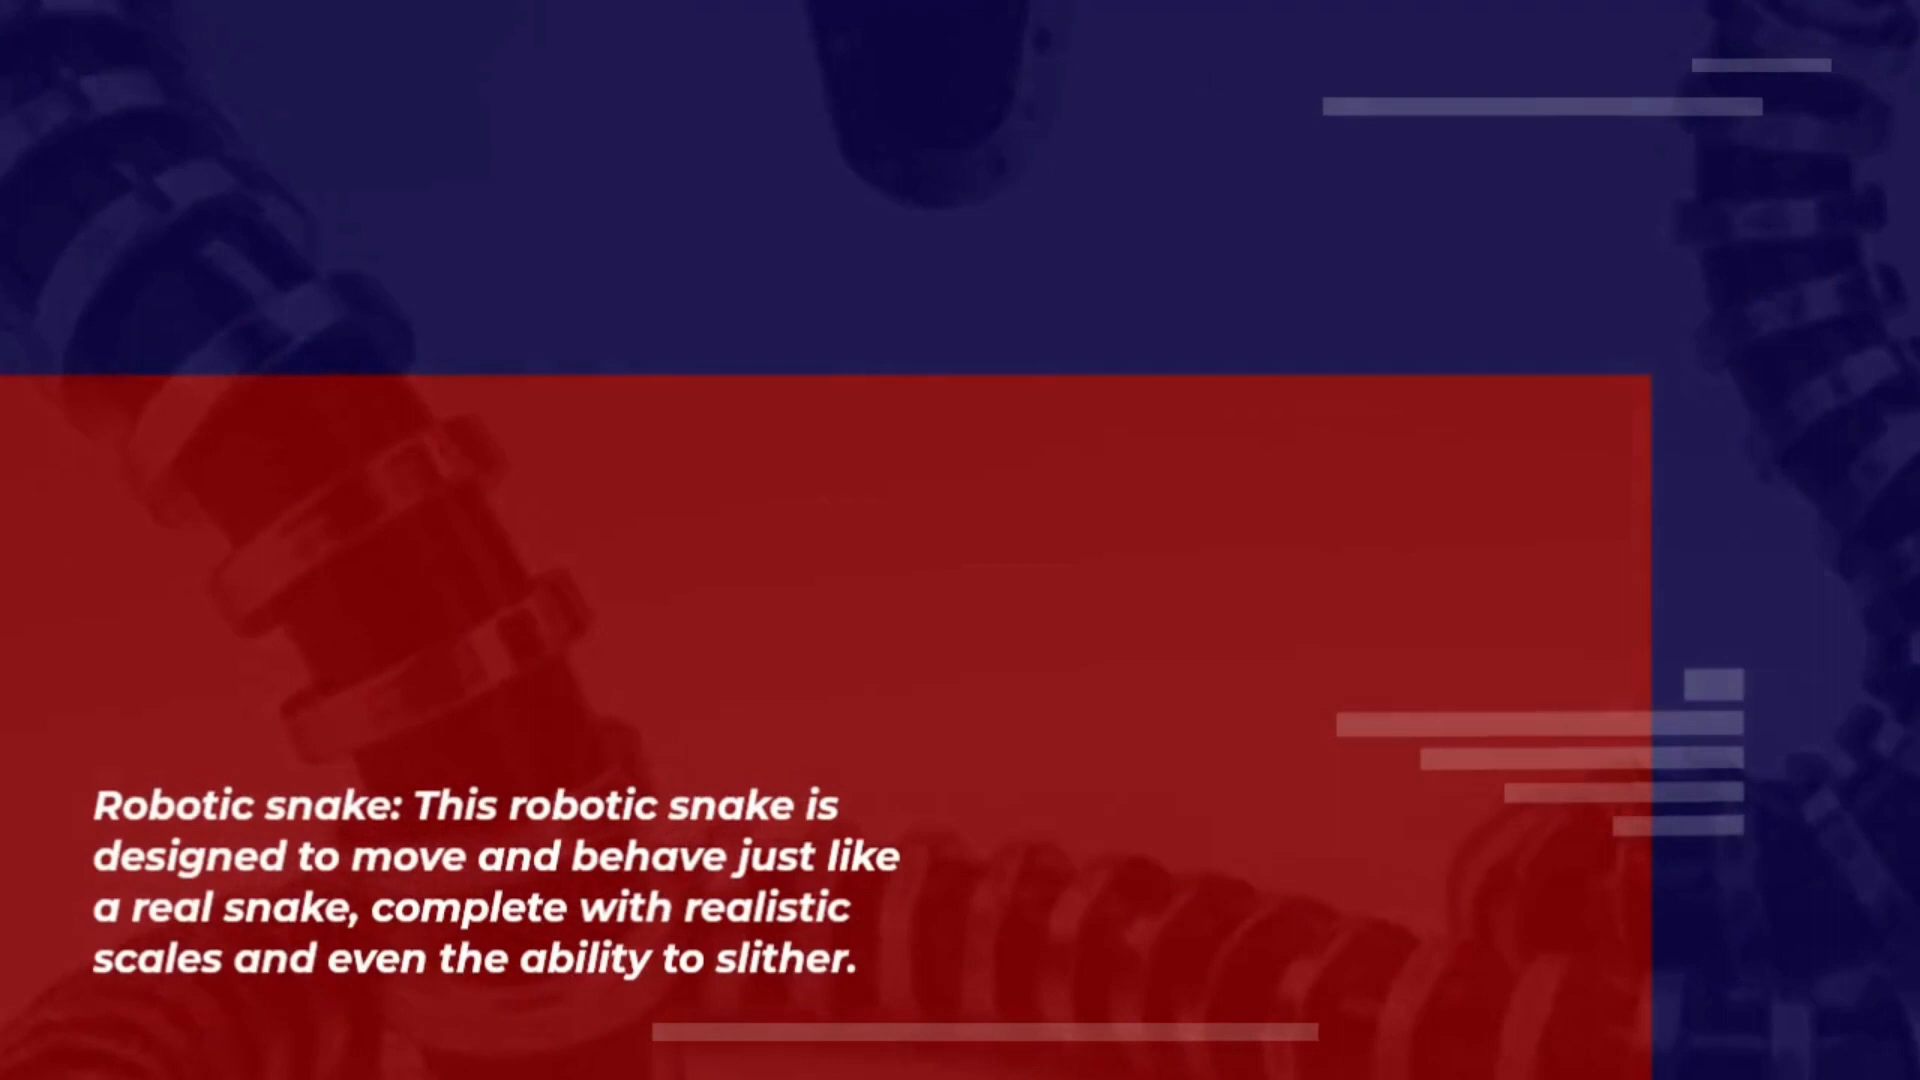 Robotic snake: This robotic snake is
designed to move and behave just like
a real snake, complete with realistic
scales and even the ability to slither.